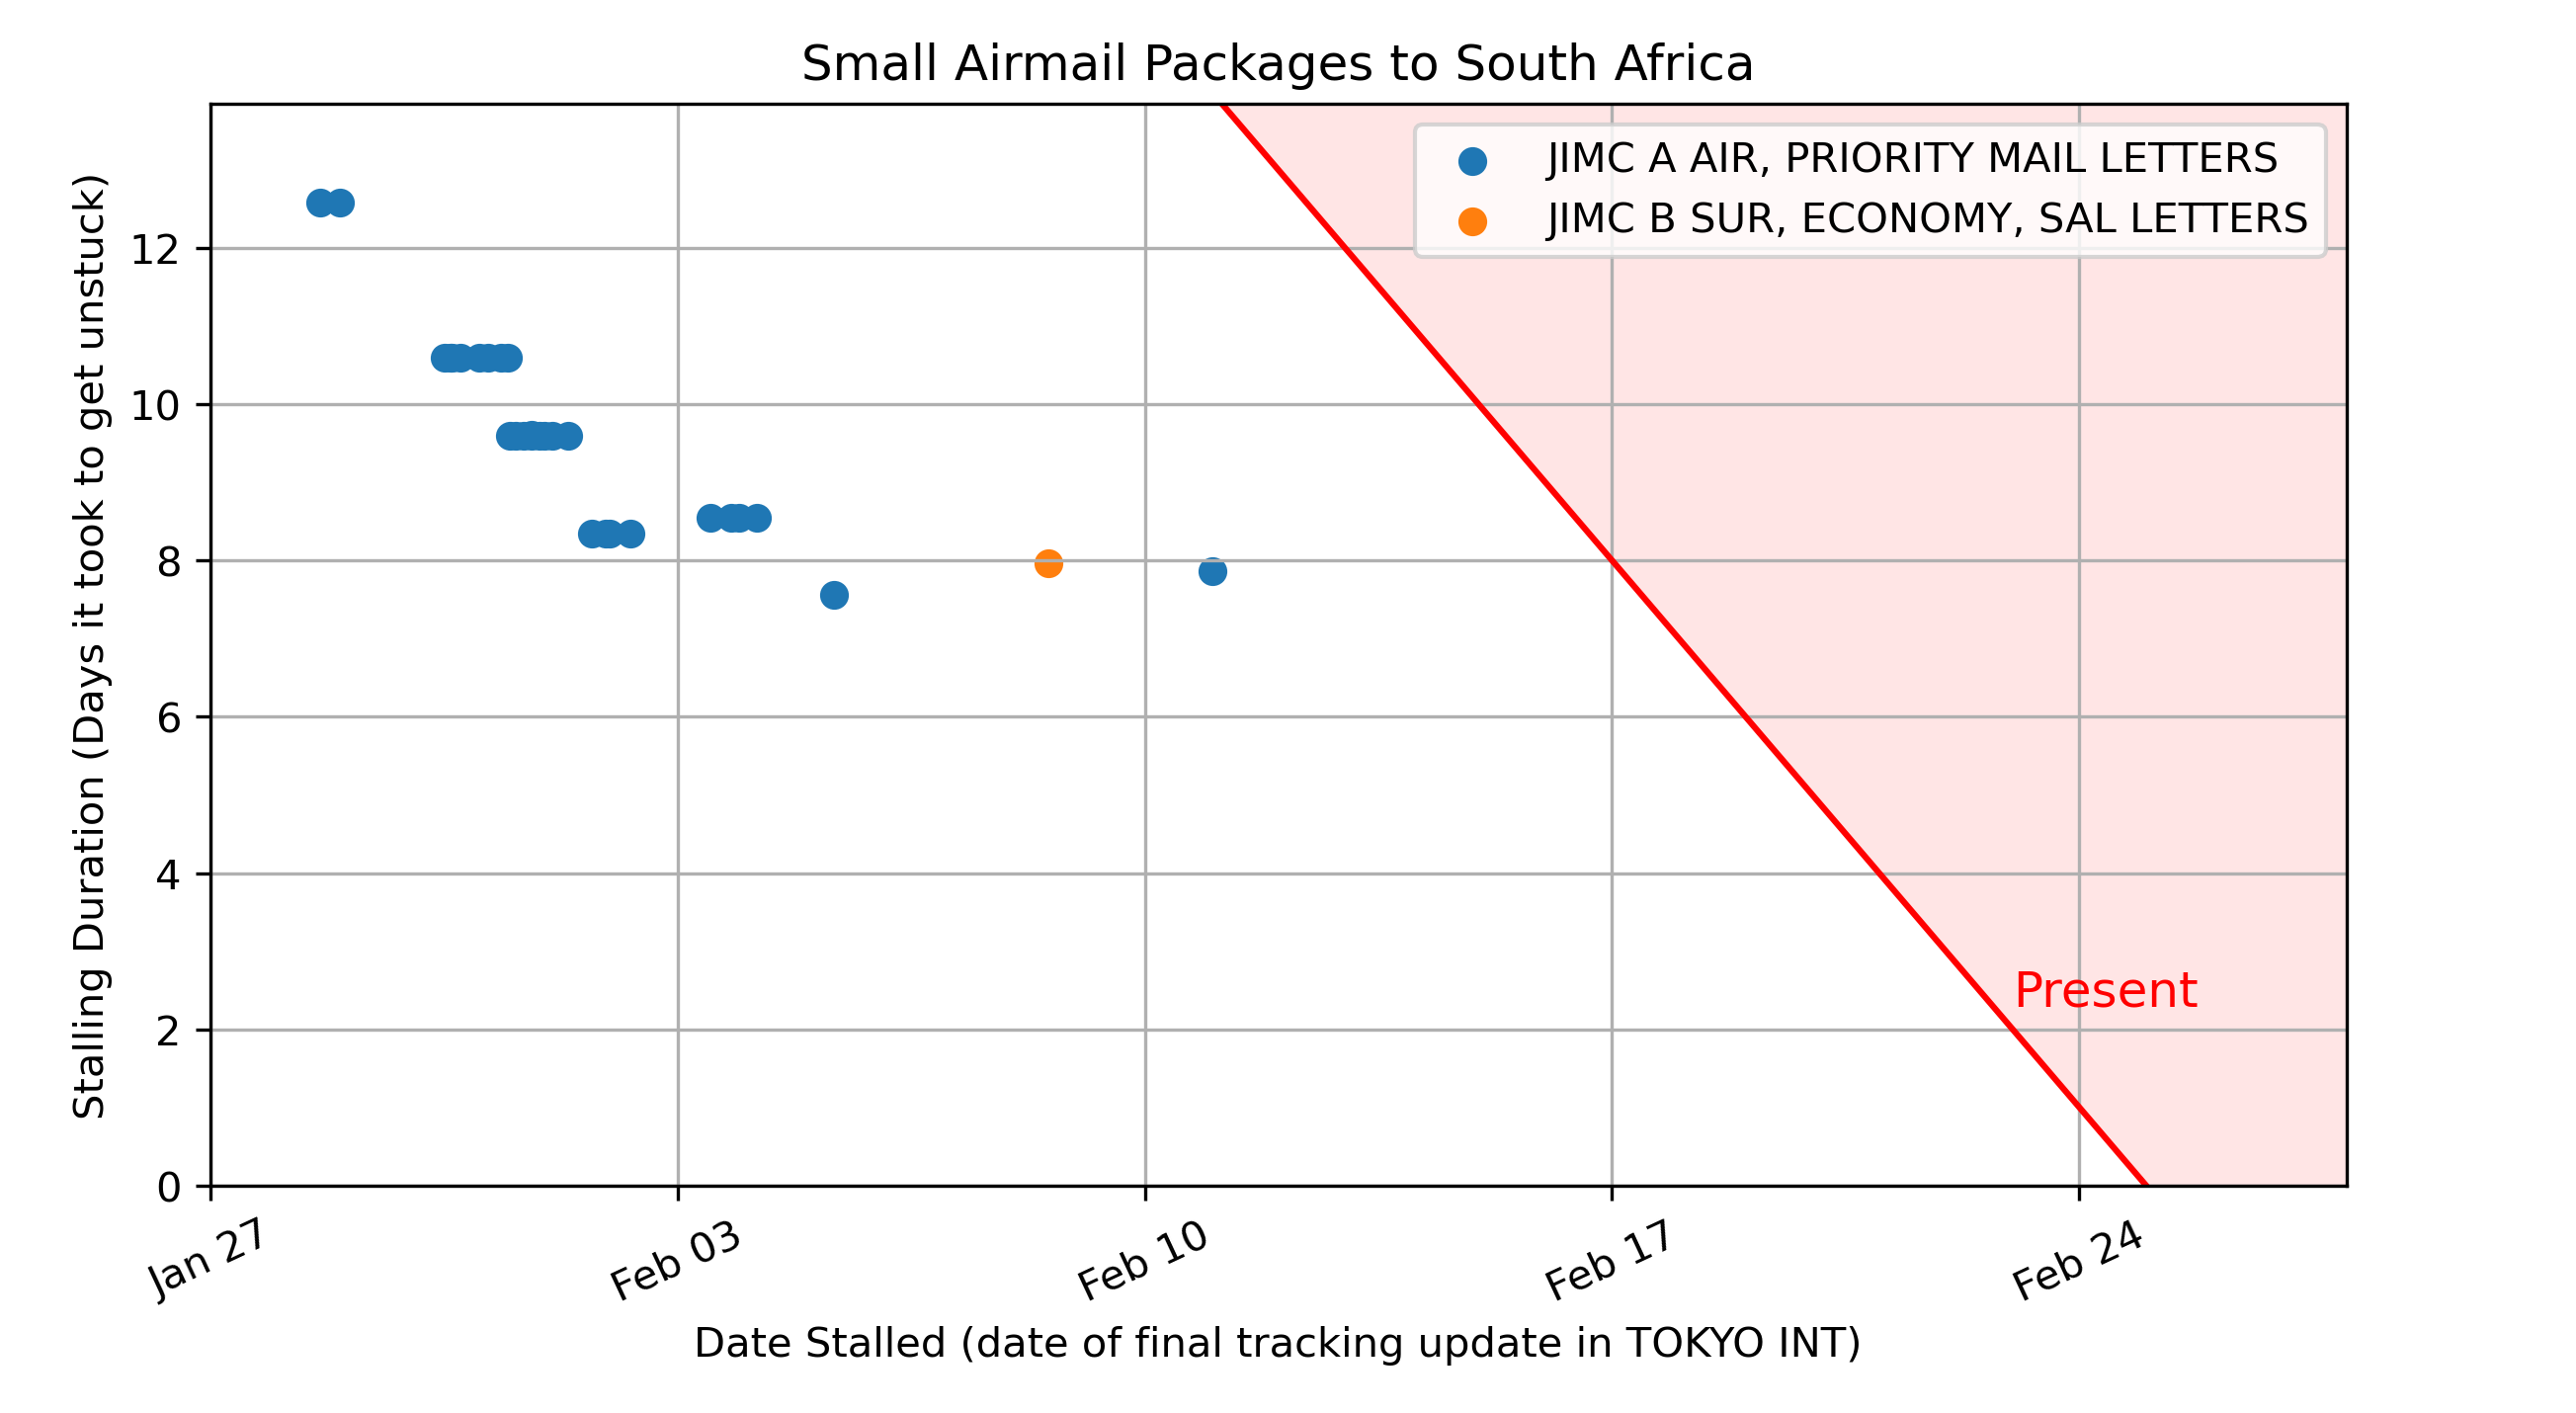 Small Airmail Packages to South Africa
JIMC A AIR, PRIORITY MAIL LETTERS
JIMC B SUR, ECONOMY, SAL LETTERS
Stalling Duration (Days it took to get unstuck)
12
10
8
6
4
2
0
Present
Jan 27
Feb 03
Feb 10
Feb 17
Feb 24
Date Stalled (date of final tracking update in TOKYO INT)